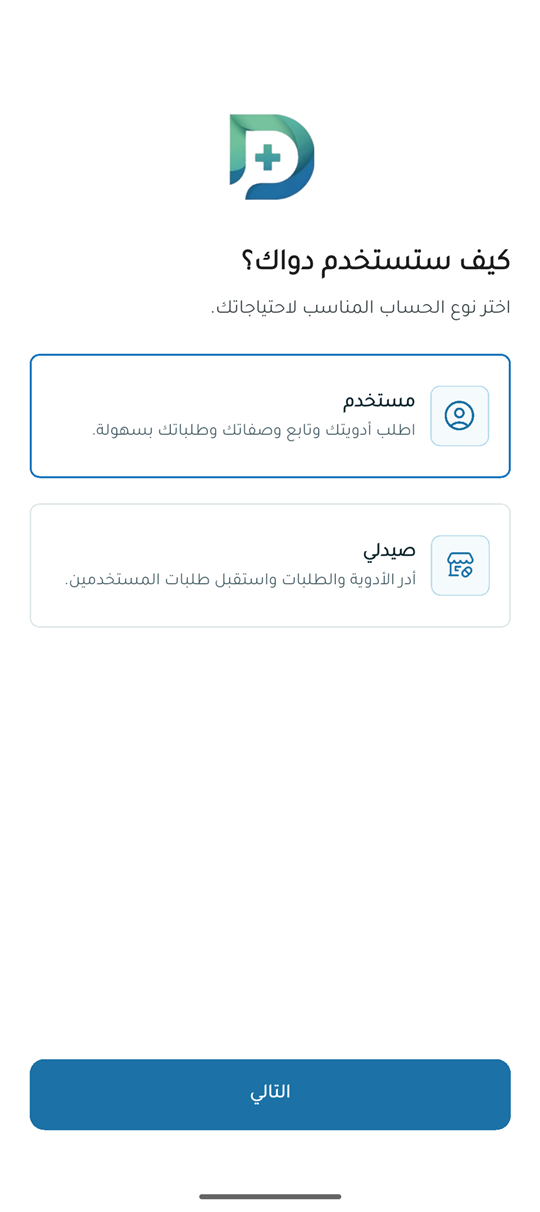 كيف ستستخدم دواك؟
اختر نوع الحساب المناسب لاحتياجاتك.
مستخدم
اطلب أدويتك وتابع وصفاتك وطلباتك بسهولة.
صيدلي
أدر الأدوية والطلبات واستقبل طلبات المستخدمين.
التالي